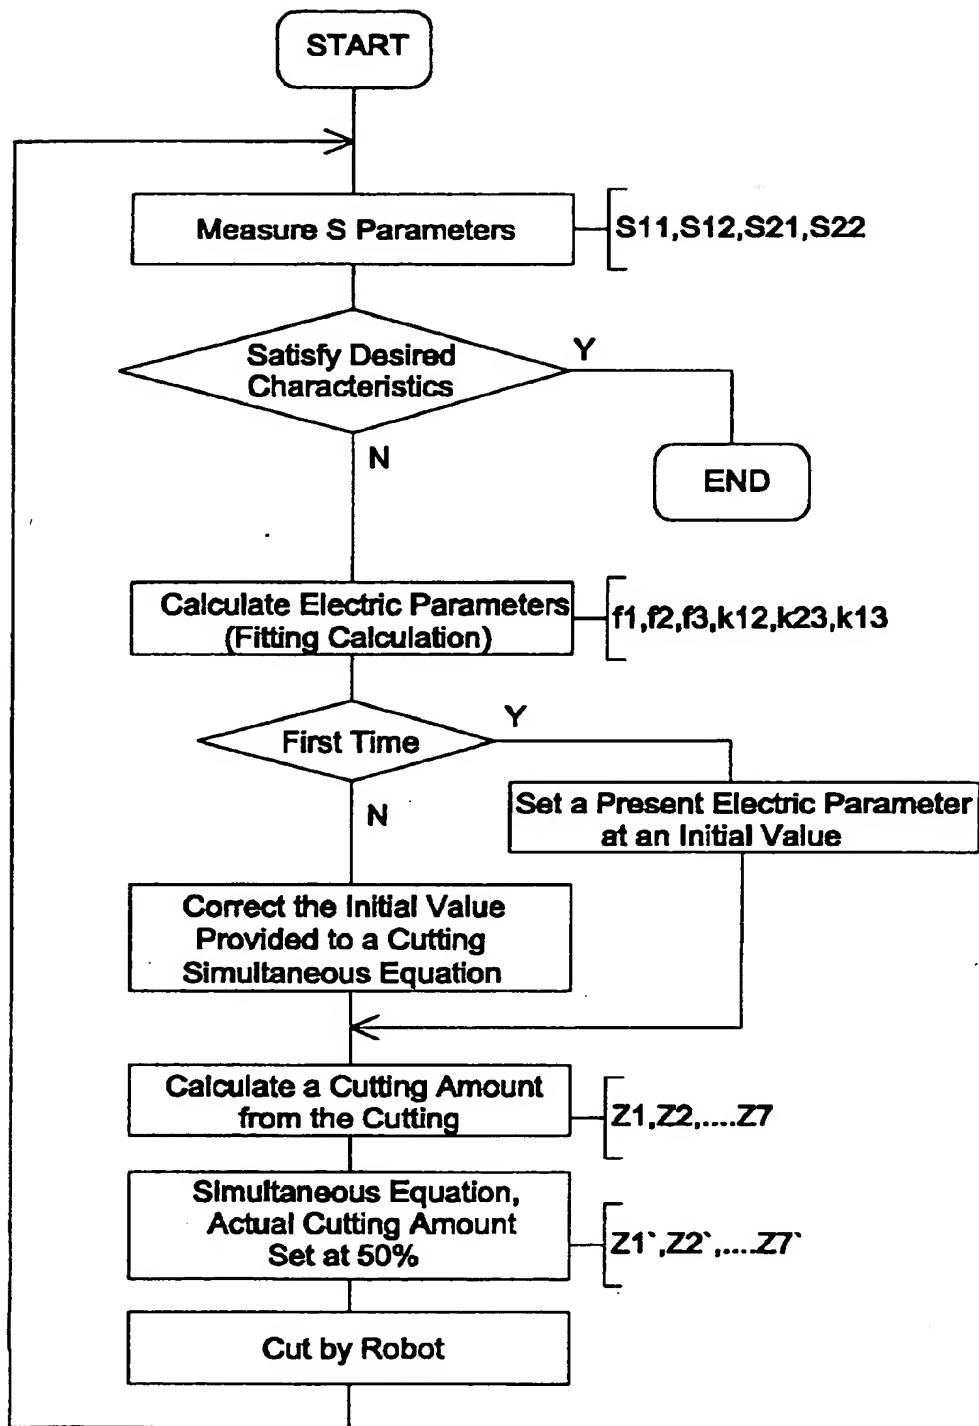 START
Measure S Parameters
S11,S12,S21,S22
Satisfy Desired
Characteristics
Y
N
END
Calculate Electric Parameters
(Fitting Calculation)
f1,f2,f3,k12,k23,k13
First Time
Y
N
Set a Present Electric Parameter
at an Initial Value
Correct the Initial Value
Provided to a Cutting
Simultaneous Equation
Calculate a Cutting Amount
from the Cutting
Z1,Z2,....Z7
Simultaneous Equation,
Actual Cutting Amount
Set at 50%
Z1`,Z2`,....Z7`
Cut by Robot